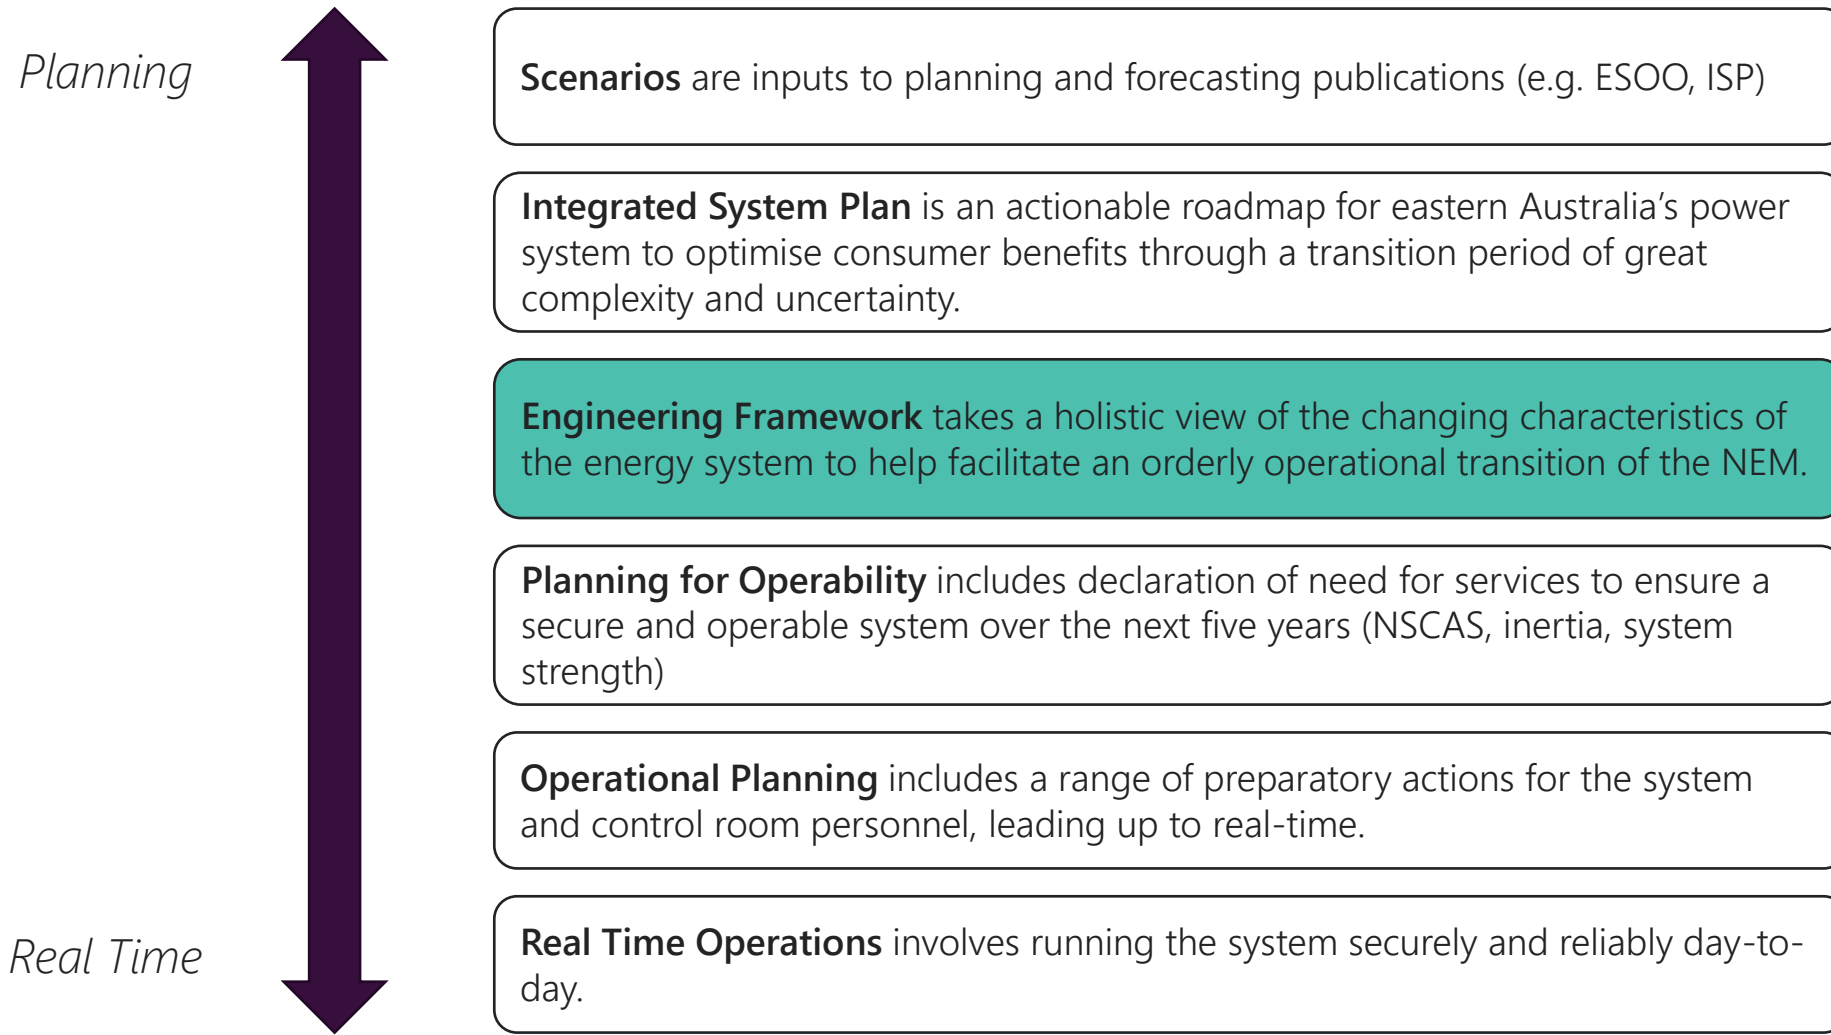 Planning
Scenarios are inputs to planning and forecasting publications (e.g. ESOO, ISP)
Integrated System Plan is an actionable roadmap for eastern Australia’s power
system to optimise consumer benefits through a transition period of great
complexity and uncertainty.
Engineering Framework takes a holistic view of the changing characteristics of
the energy system to help facilitate an orderly operational transition of the NEM.
Planning for Operability includes declaration of need for services to ensure a
secure and operable system over the next five years (NSCAS, inertia, system
strength)
Operational Planning includes a range of preparatory actions for the system
and control room personnel, leading up to real-time.
Real Time
Real Time Operations involves running the system securely and reliably day-to-
day.